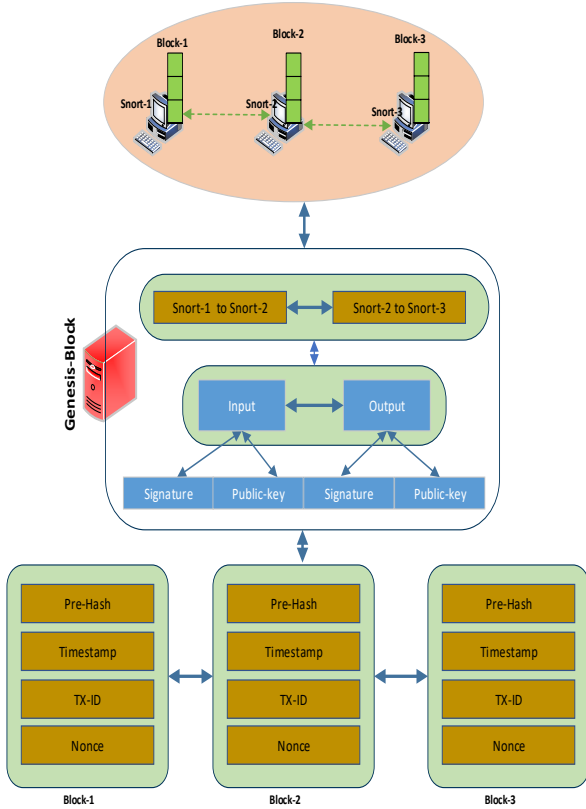 Block-1
Block-2
Block-3
Snort-1
Snort-2
Snort-3
Snort-1 to Snort-2
Snort-2 to Snort-3
Genesis-Block
Input
Output
Signature
Public-key
Signature
Public-key
Pre-Hash
Timestamp
TX-ID
Nonce
Block-1
Pre-Hash
Timestamp
TX-ID
Nonce
Block-2
Pre-Hash
Timestamp
TX-ID
Nonce
Block-3